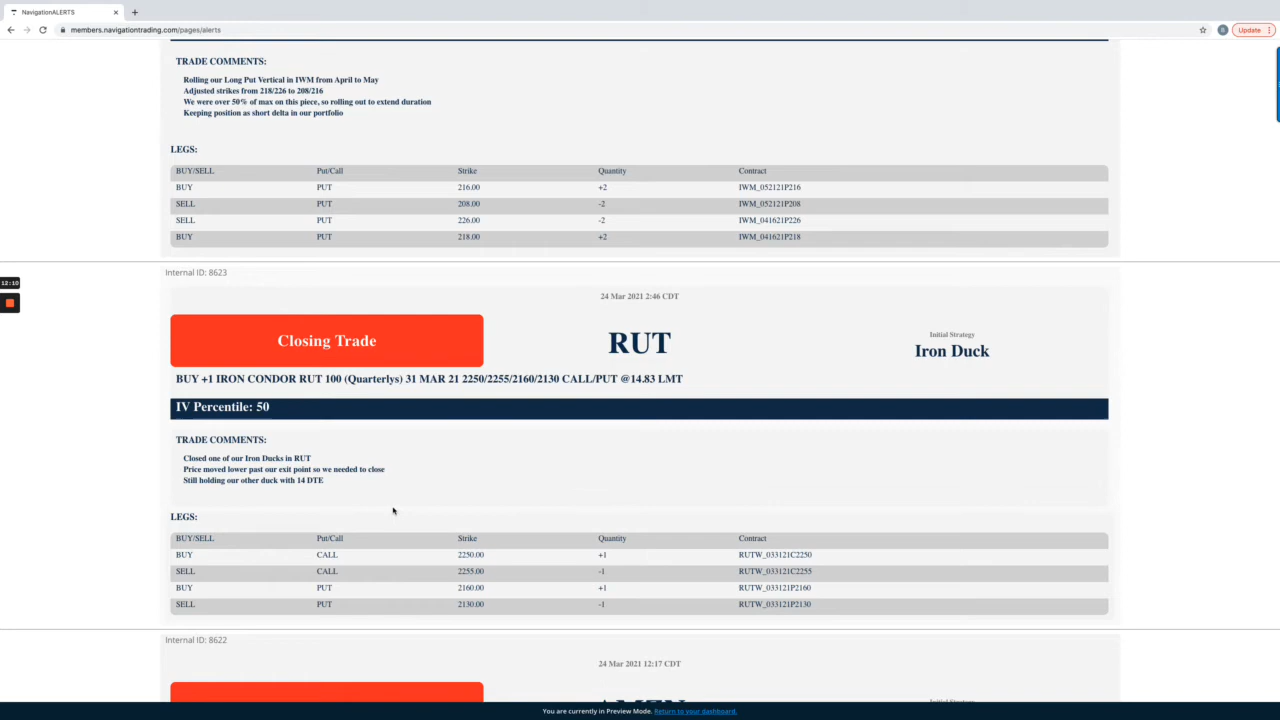 NavigationALERTS
members.navigationtrading.com/pages/alerts
B
Update
TRADE COMMENTS:
Rolling our Long Put Vertical in IWM from April to May
Adjusted strikes from 218/226 to 208/216
We were over 50% of max on this piece, so rolling out to extend duration
Keeping position as short delta in our portfolio
LEGS:
BUY/SELL Put/Call Strike Quantity Contract
BUY PUT 216.00 +2 IWM_052121P216
SELL PUT 208.00 -2 IWM_052121P208
SELL PUT 226.00 -2 IWM_041621P226
BUY PUT 218.00 +2 IWM_041621P218
Internal ID: 8623
12:10
24 Mar 2021 2:46 CDT
Closing Trade RUT Initial Strategy
Iron Duck
BUY +1 IRON CONDOR RUT 100 (Quarterlys) 31 MAR 21 2250/2255/2160/2130 CALL/PUT @14.83 LMT
IV Percentile: 50
TRADE COMMENTS:
Closed one of our Iron Ducks in RUT
Price moved lower past our exit point so we needed to close
Still holding our other duck with 14 DTE
LEGS:
BUY/SELL Put/Call Strike Quantity Contract
BUY CALL 2250.00 +1 RUTW_033121C2250
SELL CALL 2255.00 -1 RUTW_033121C2255
BUY PUT 2160.00 +1 RUTW_033121P2160
SELL PUT 2130.00 -1 RUTW_033121P2130
Internal ID: 8622
24 Mar 2021 12:17 CDT
Initial Strategy
You are currently in Preview Mode. Return to your dashboard.